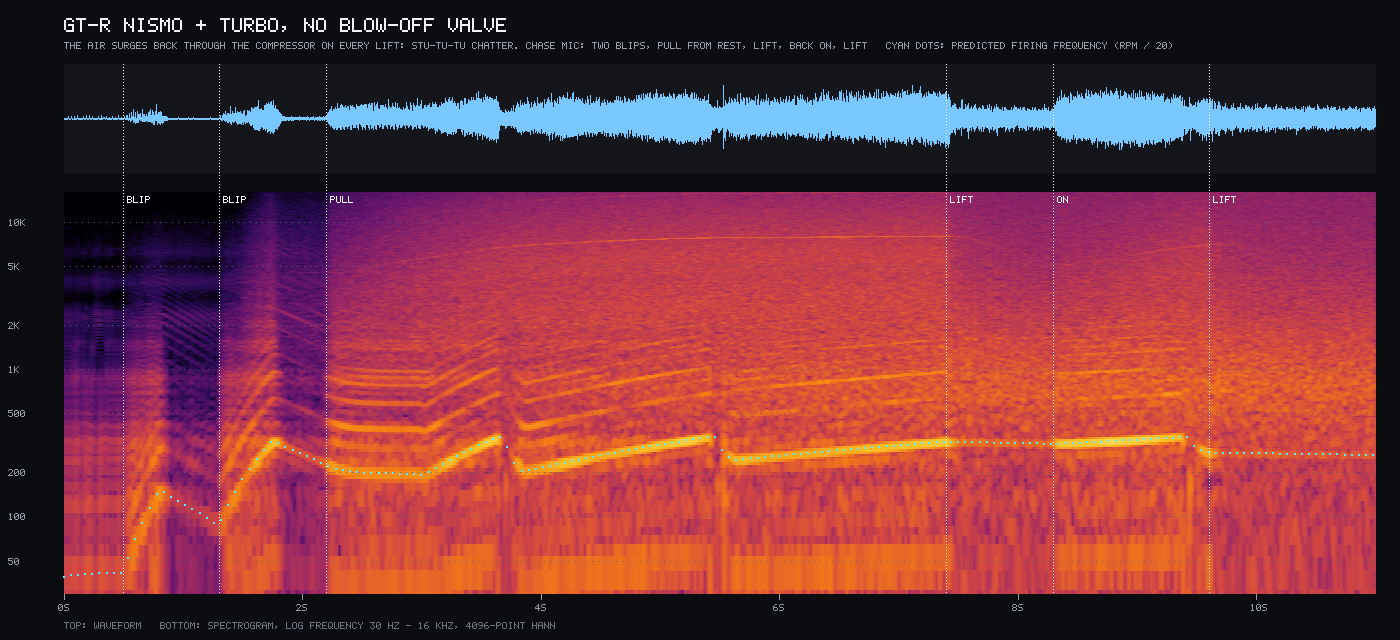 GT-R NISMO + TURBO, NO BLOW-OFF VALVE
THE AIR SURGES BACK THROUGH THE COMPRESSOR ON EVERY LIFT: STU-TU-TU CHATTER. CHASE MIC: TWO BLIPS, PULL FROM REST, LIFT, BACK ON, LIFT   CYAN DOTS: PREDICTED FIRING FREQUENCY (RPM / 20)
BLIP BLIP PULL LIFT ON LIFT
10K
5K
2K
1K
500
200
100
50
0S 2S 4S 6S 8S 10S
TOP: WAVEFORM   BOTTOM: SPECTROGRAM, LOG FREQUENCY 30 HZ - 16 KHZ, 4096-POINT HANN